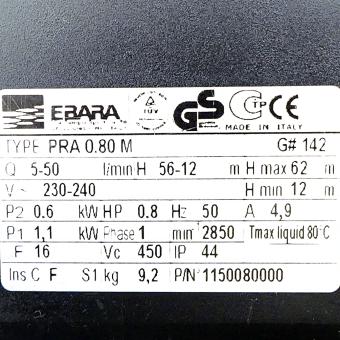 EBARA TÜV GS TP CE
MADE IN ITALY
TYPE PRA 0.80 M G# 142
Q 5-50 l/min H 56-12 m H max 62 m
V~ 230-240 H min 12 m
P2 0.6 kW HP 0.8 Hz 50 A 4,9
P1 1,1 kW Phase 1 min⁻¹ 2850 Tmax liquid 80°C
F 16 Vc 450 IP 44
Ins C F S1 kg 9,2 P/N 1150080000